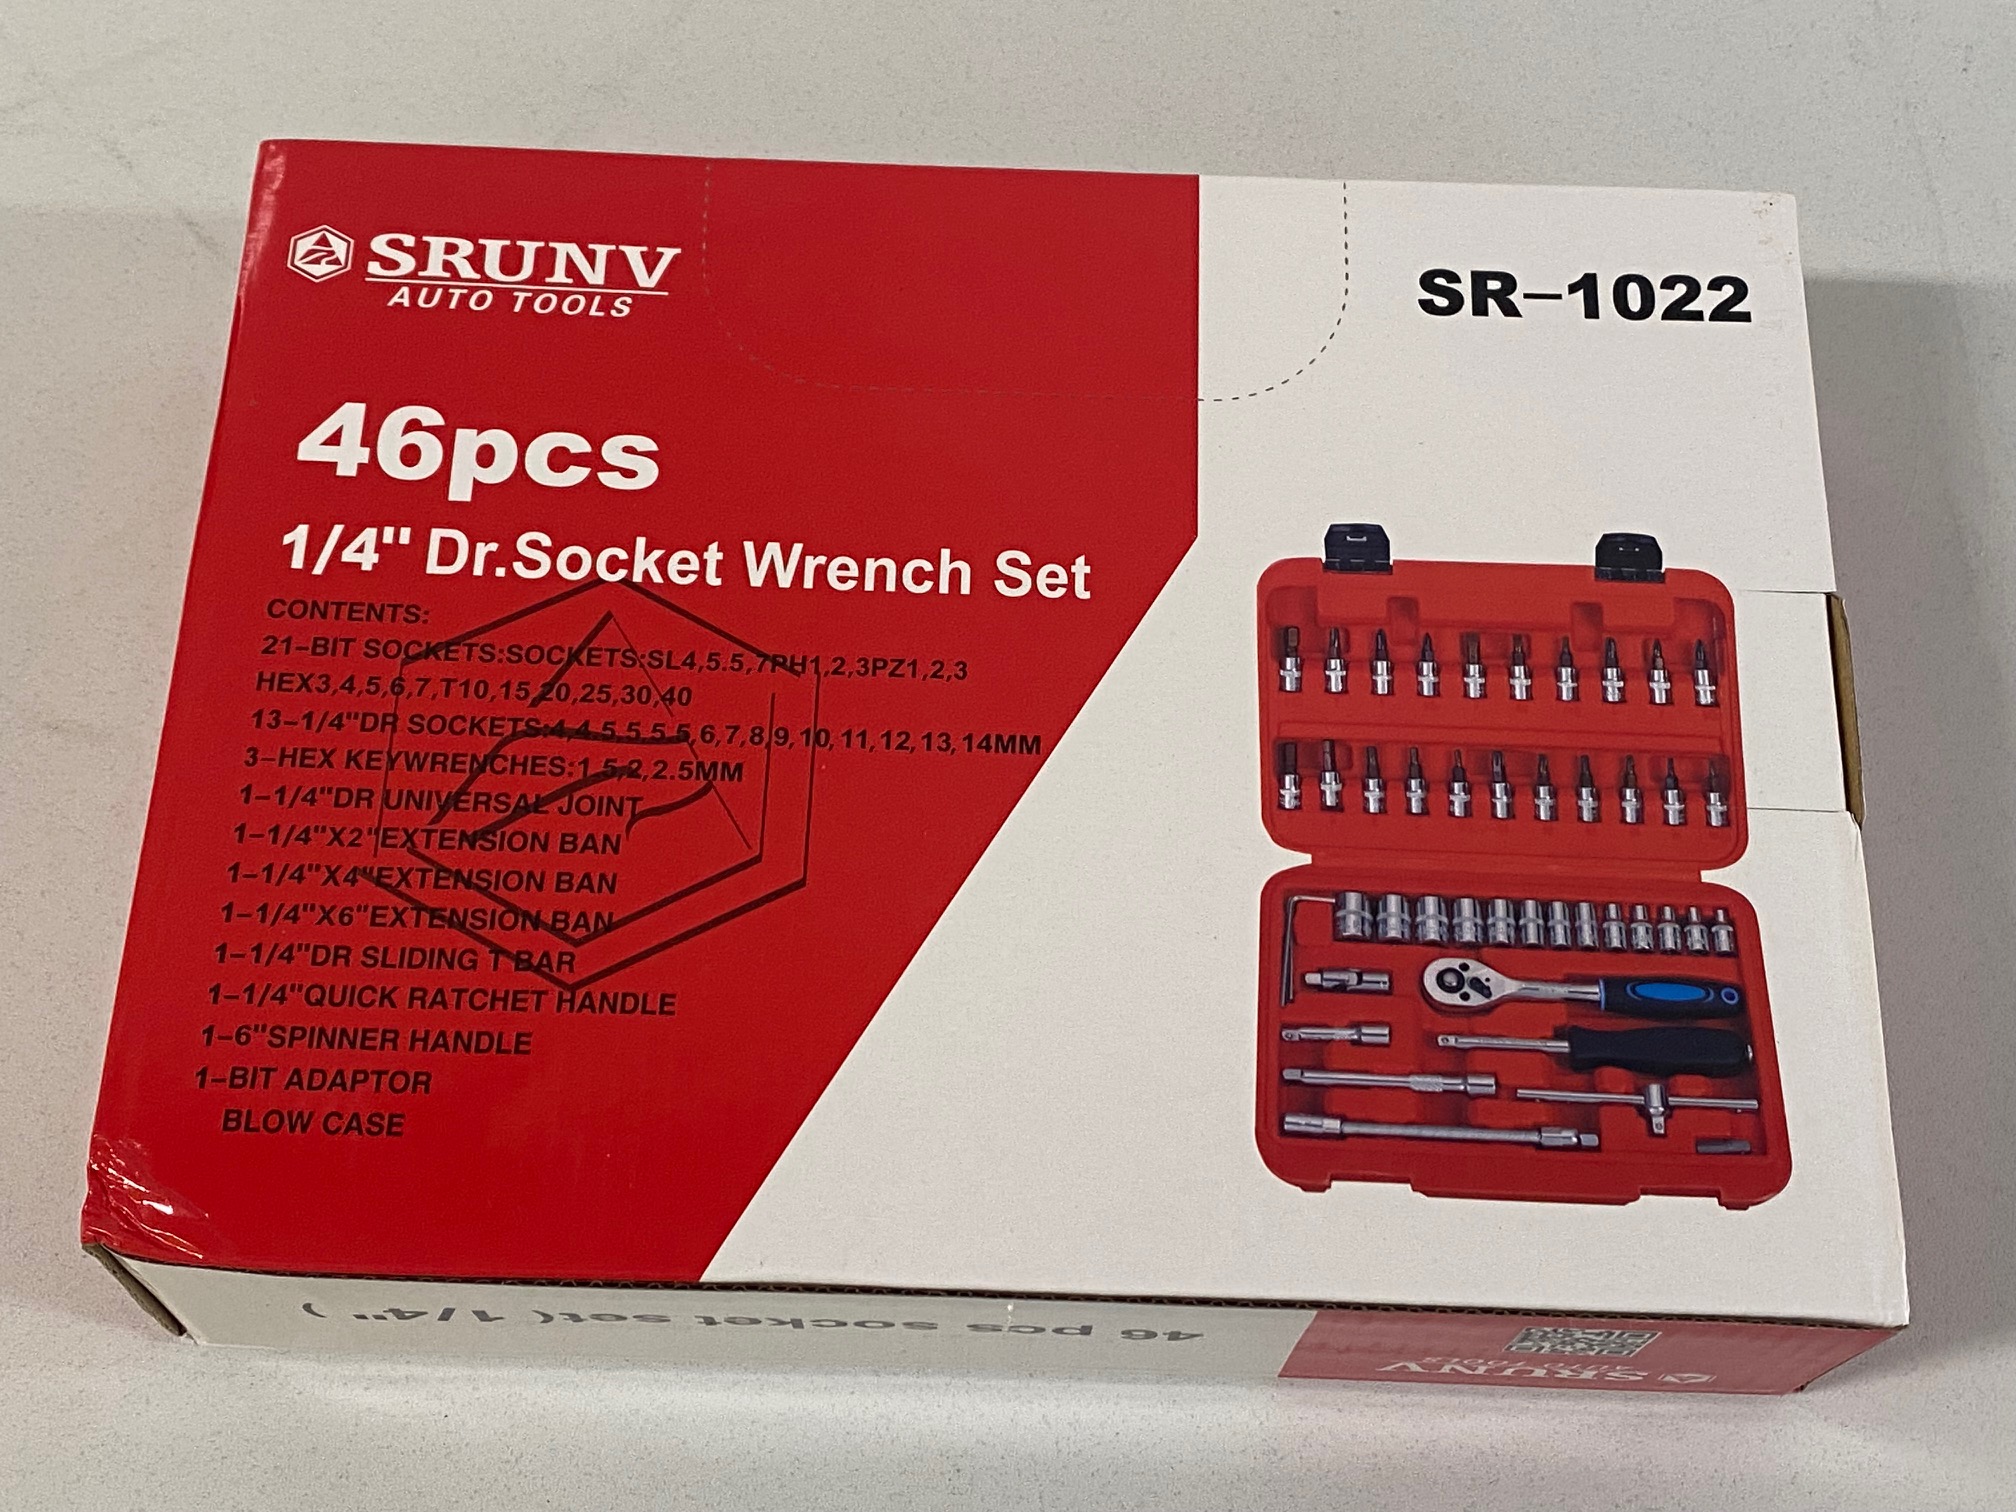 SRUNV
AUTO TOOLS
SR-1022
46pcs
1/4" Dr.Socket Wrench Set
CONTENTS:
21-BIT SOCKETS:SOCKETS:SL4,5.5,7PH1,2,3PZ1,2,3
HEX3,4,5,6,7,T10,15,20,25,30,40
13-1/4"DR SOCKETS:4,4.5,5,5.5,6,7,8,9,10,11,12,13,14MM
3-HEX KEYWRENCHES:1.5,2,2.5MM
1-1/4"DR UNIVERSAL JOINT
1-1/4"X2"EXTENSION BAN
1-1/4"X4"EXTENSION BAN
1-1/4"X6"EXTENSION BAN
1-1/4"DR SLIDING T BAR
1-1/4"QUICK RATCHET HANDLE
1-6"SPINNER HANDLE
1-BIT ADAPTOR
BLOW CASE
46 pcs socket set( 1/4" )
SRUNV
AUTO TOOLS